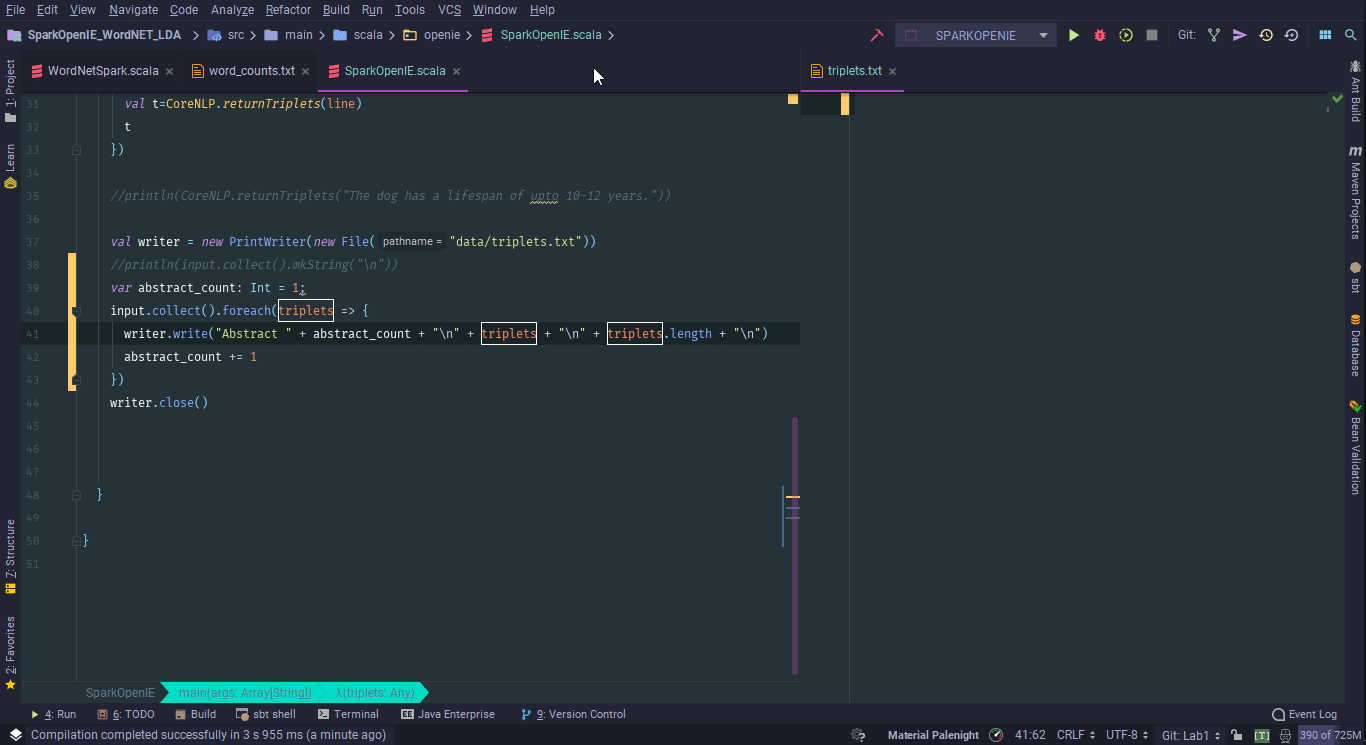 File Edit View Navigate Code Analyze Refactor Build Run Tools VCS Window Help
SparkOpenIE_WordNET_LDA src main scala openie SparkOpenIE.scala SPARKOPENIE Git:
WordNetSpark.scala word_counts.txt SparkOpenIE.scala triplets.txt
1: Project
Learn
7: Structure
2: Favorites
31 val t=CoreNLP.returnTriplets(line)
32 t
33 })
34
35 //println(CoreNLP.returnTriplets("The dog has a lifespan of upto 10-12 years."))
36
37 val writer = new PrintWriter(new File( pathname = "data/triplets.txt"))
38 //println(input.collect().mkString("\n"))
39 var abstract_count: Int = 1;
40 input.collect().foreach(triplets => {
41 writer.write("Abstract " + abstract_count + "\n" + triplets + "\n" + triplets.length + "\n")
42 abstract_count += 1
43 })
44 writer.close()
45
46
47
48 }
49
50 }
51
Ant Build
m Maven Projects
sbt
Database
Bean Validation
SparkOpenIE main(args: Array[String]) λ(triplets: Any)
4: Run 6: TODO Build sbt shell Terminal Java Enterprise 9: Version Control Event Log
Compilation completed successfully in 3 s 955 ms (a minute ago) Material Palenight 41:62 CRLF UTF-8 Git: Lab1 [T] 390 of 725M